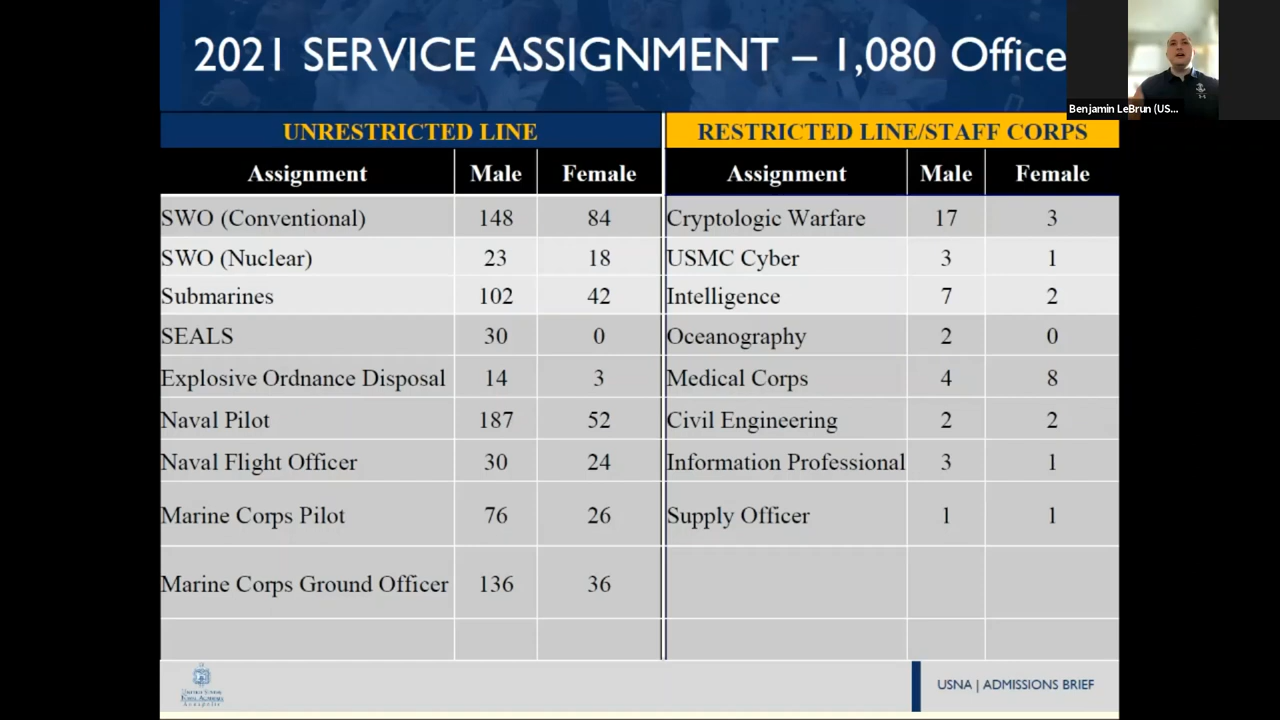 2021 SERVICE ASSIGNMENT – 1,080 Office
Benjamin LeBrun (US...
UNRESTRICTED LINE
Assignment Male Female
SWO (Conventional) 148 84
SWO (Nuclear) 23 18
Submarines 102 42
SEALS 30 0
Explosive Ordnance Disposal 14 3
Naval Pilot 187 52
Naval Flight Officer 30 24
Marine Corps Pilot 76 26
Marine Corps Ground Officer 136 36
RESTRICTED LINE/STAFF CORPS
Assignment Male Female
Cryptologic Warfare 17 3
USMC Cyber 3 1
Intelligence 7 2
Oceanography 2 0
Medical Corps 4 8
Civil Engineering 2 2
Information Professional 3 1
Supply Officer 1 1
USNA | ADMISSIONS BRIEF